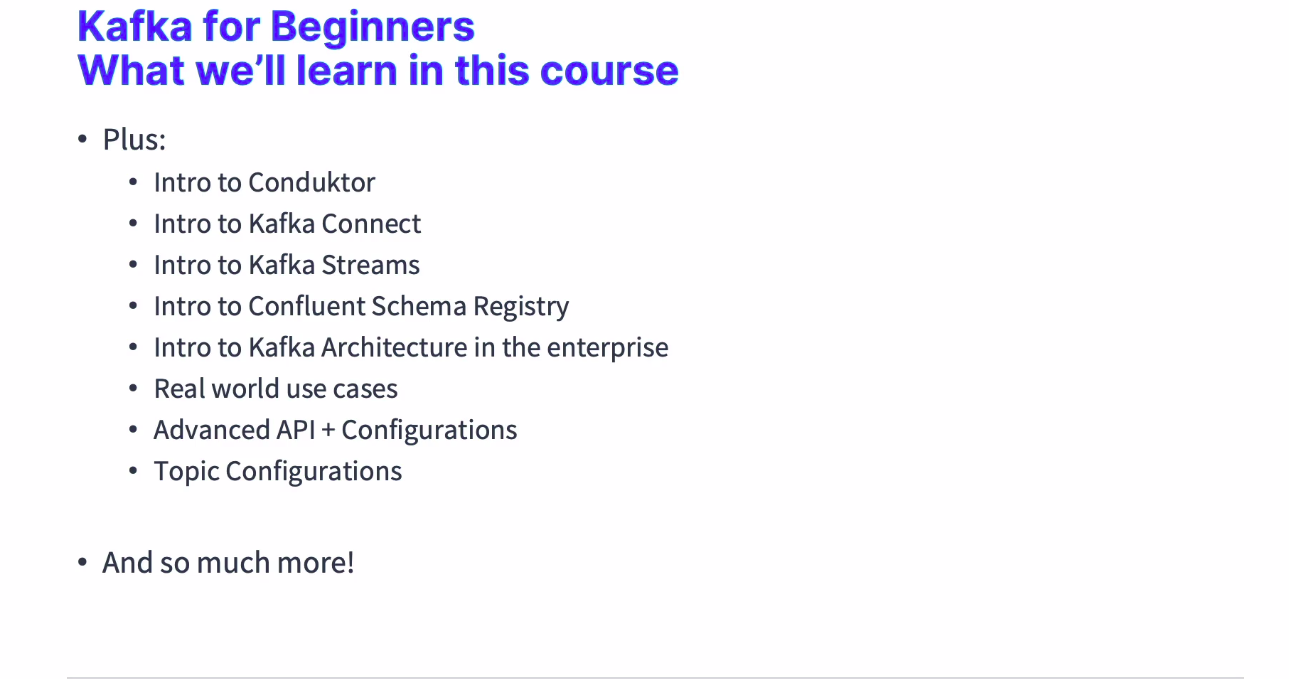 Kafka for Beginners
What we’ll learn in this course
• Plus:
• Intro to Conduktor
• Intro to Kafka Connect
• Intro to Kafka Streams
• Intro to Confluent Schema Registry
• Intro to Kafka Architecture in the enterprise
• Real world use cases
• Advanced API + Configurations
• Topic Configurations
• And so much more!